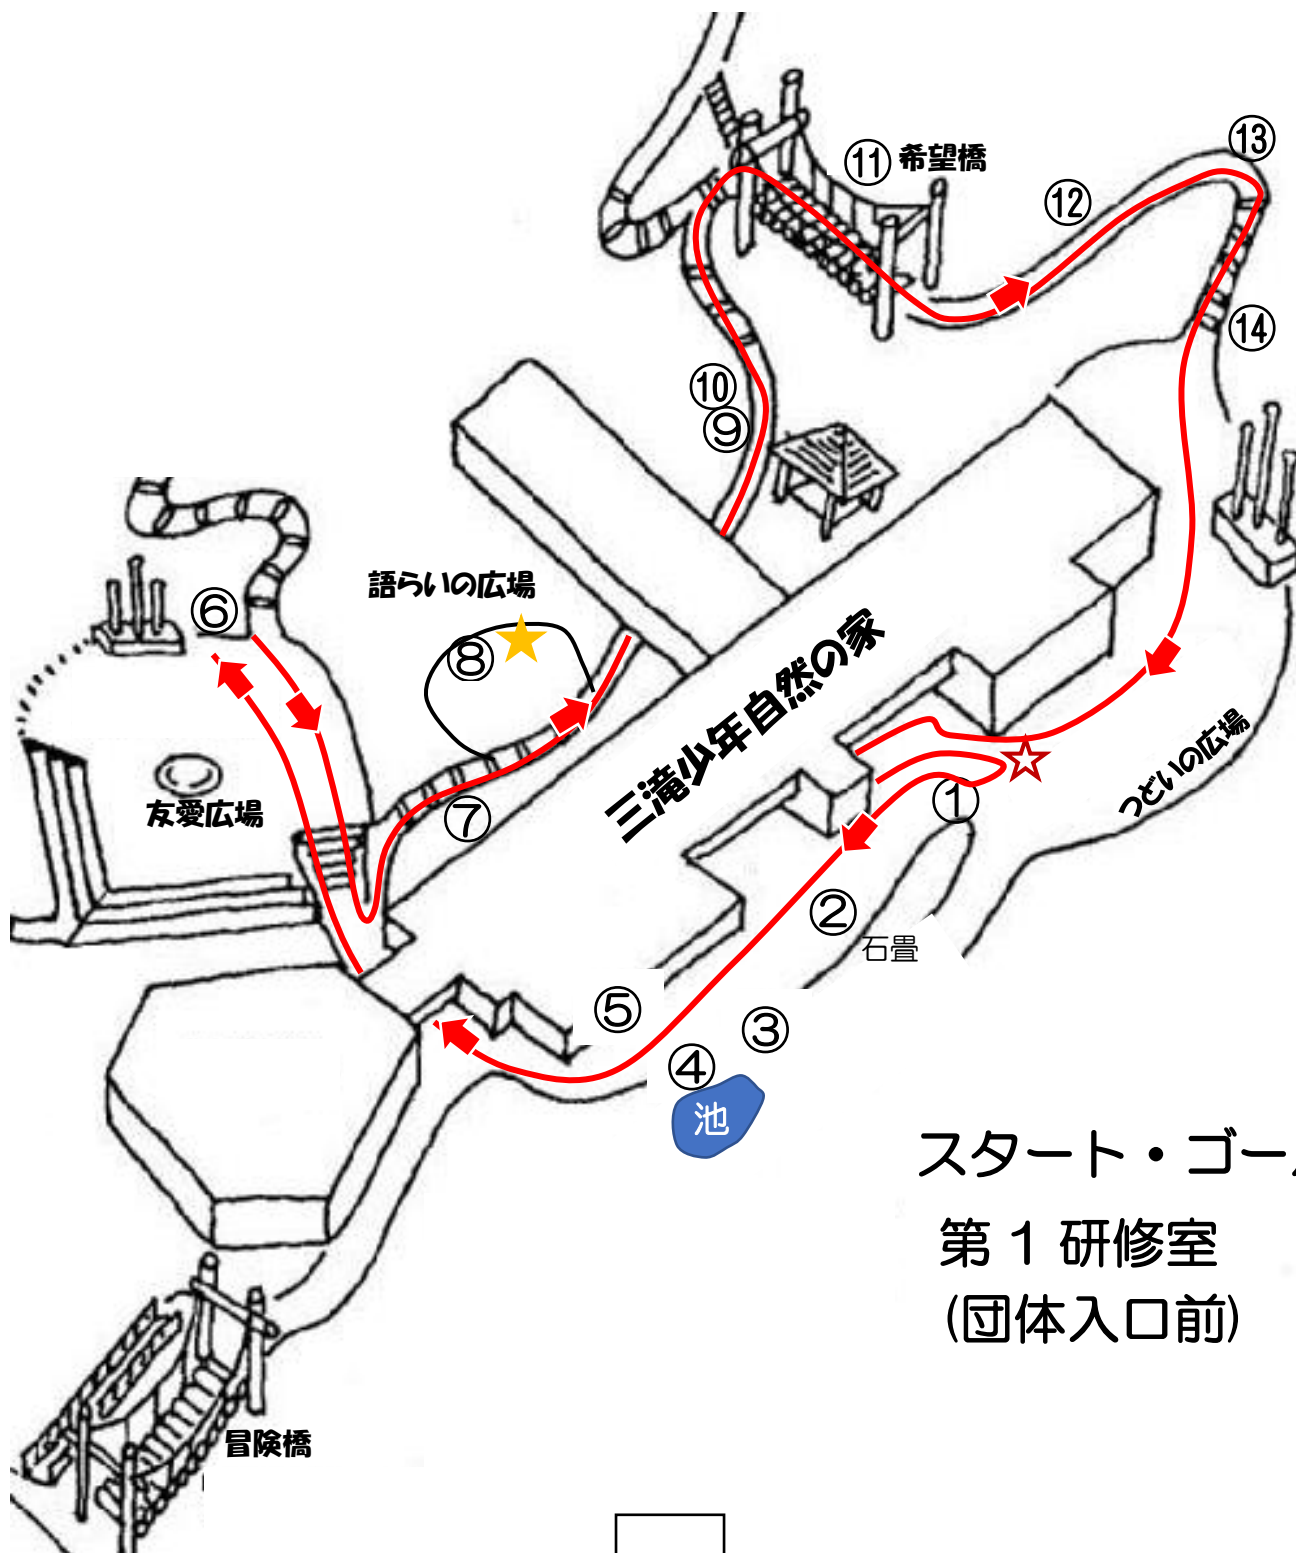 ⑬
⑪ 希望橋
⑫
⑭
⑩
⑨
語らいの広場
⑥
⑧
三滝少年自然の家
つどいの広場
友愛広場
⑦
①
②
石畳
⑤
③
④
池
スタート・ゴー
第1研修室
(団体入口前)
冒険橋